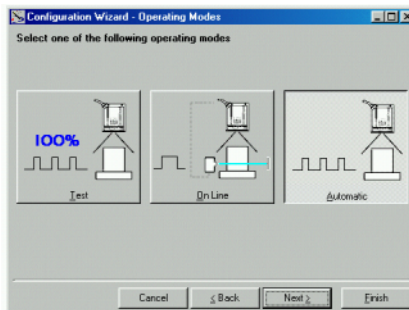 Configuration Wizard - Operating Modes
Select one of the following operating modes
100%
Test
On Line
Automatic
Cancel
< Back
Next >
Finish